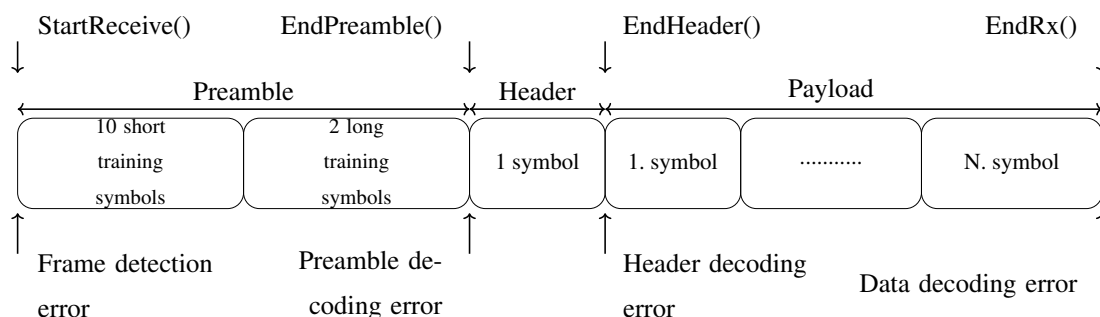 StartReceive() EndPreamble() EndHeader() EndRx()
Preamble Header Payload
10 short
training
symbols
2 long
training
symbols
1 symbol
1. symbol
...........
N. symbol
Frame detection
error
Preamble de-
coding error
Header decoding
error
Data decoding error